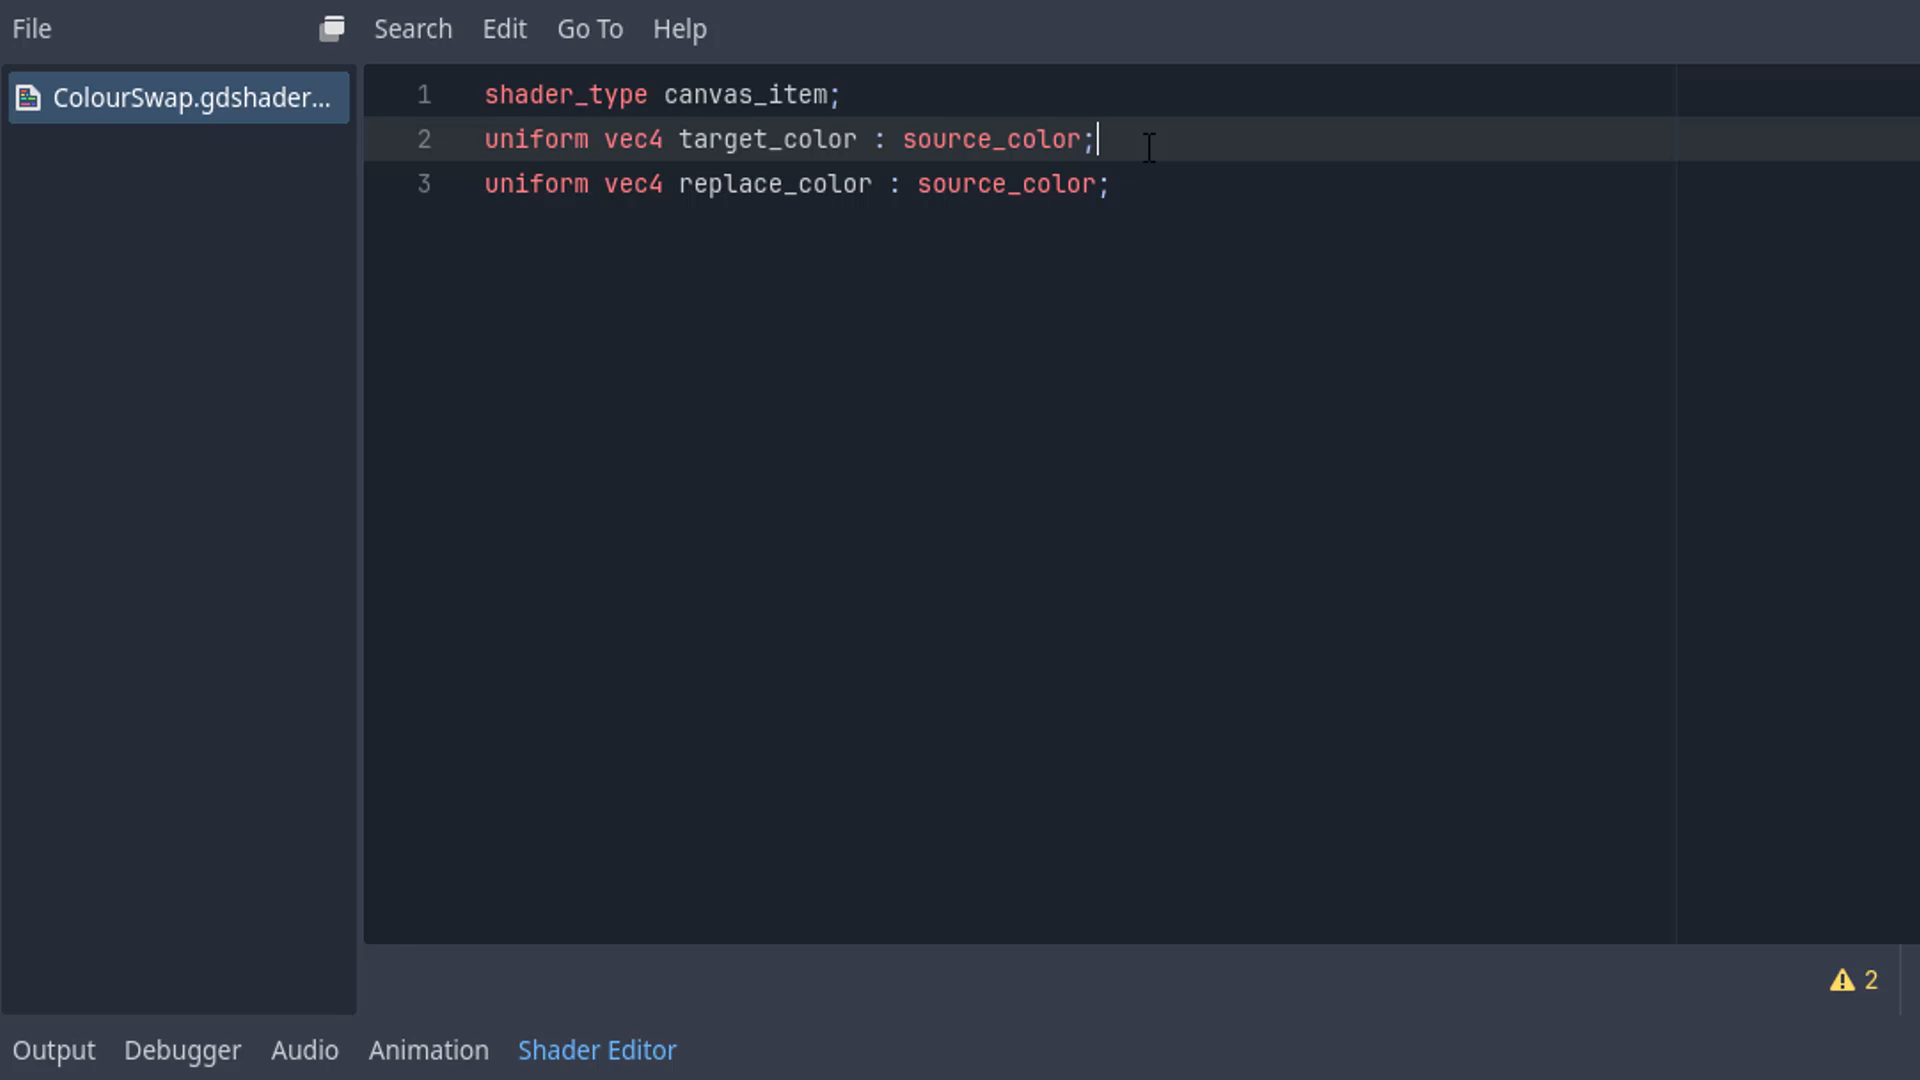 File Search Edit Go To Help
ColourSwap.gdshader...
1 shader_type canvas_item;
2 uniform vec4 target_color : source_color;
3 uniform vec4 replace_color : source_color;
2
Output Debugger Audio Animation Shader Editor